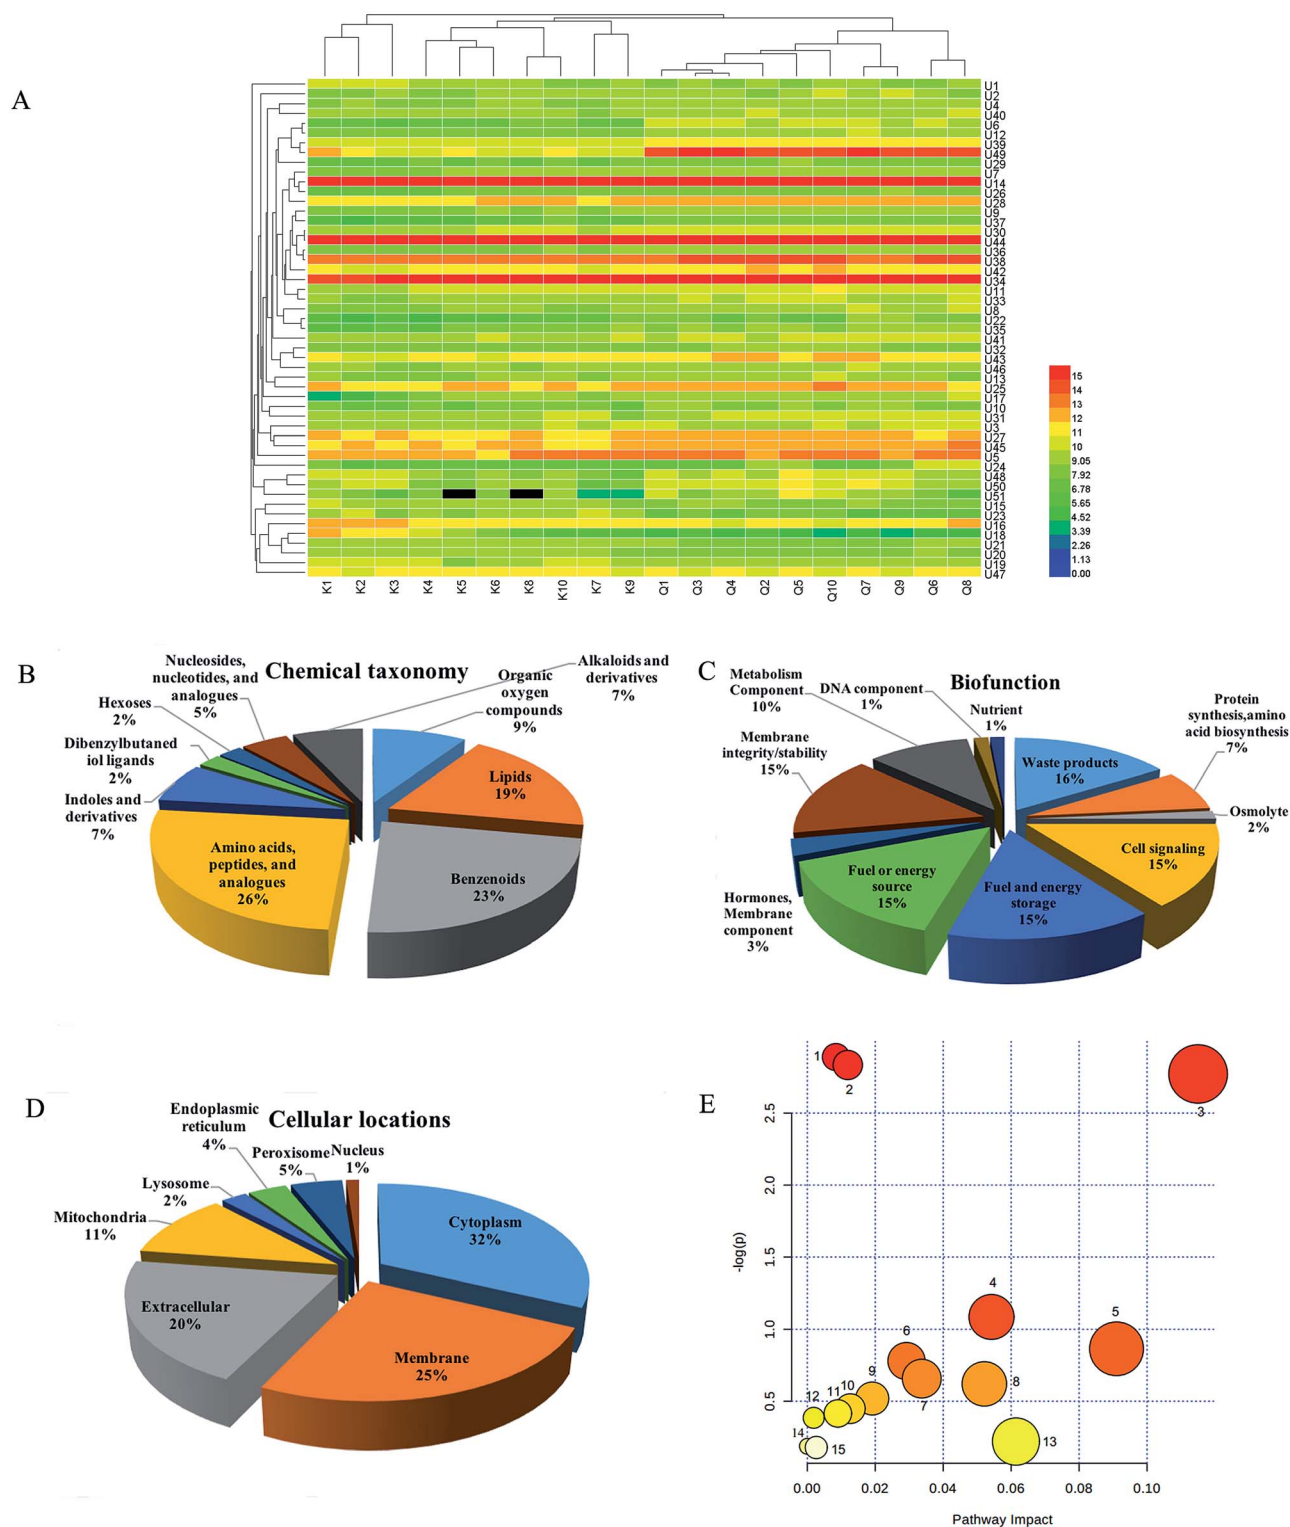 A
U1
U2
U4
U40
U6
U12
U39
U49
U29
U7
U14
U26
U28
U9
U37
U30
U44
U36
U38
U42
U34
U11
U33
U8
U22
U35
U41
U32
U43
U46
U13
U25
U17
U10
U31
U3
U27
U45
U5
U24
U48
U50
U51
U15
U23
U16
U18
U21
U20
U19
U47
15
14
13
12
11
10
9.05
7.92
6.78
5.65
4.52
3.39
2.26
1.13
0.00
K1 K2 K3 K4 K5 K6 K8 K10 K7 K9 Q1 Q3 Q4 Q2 Q5 Q10 Q7 Q9 Q6 Q8
B
Chemical taxonomy
Nucleosides,
nucleotides, and
analogues
5%
Hexoses
2%
Dibenzylbutaned
iol ligands
2%
Indoles and
derivatives
7%
Amino acids,
peptides, and
analogues
26%
Organic
oxygen
compounds
9%
Alkaloids and
derivatives
7%
Lipids
19%
Benzenoids
23%
C
Biofunction
Metabolism
Component
10%
DNA component
1%
Nutrient
1%
Membrane
integrity/stability
15%
Protein
synthesis,amino
acid biosynthesis
7%
Waste products
16%
Osmolyte
2%
Cell signaling
15%
Fuel or energy
source
15%
Fuel and energy
storage
15%
Hormones,
Membrane
component
3%
D
Cellular locations
Endoplasmic
reticulum
4%
Peroxisome
5%
Nucleus
1%
Lysosome
2%
Mitochondria
11%
Cytoplasm
32%
Extracellular
20%
Membrane
25%
E
1
2
3
4
5
6
7
8
9
10
11
12
13
14
15
-log(p)
2.5
2.0
1.5
1.0
0.5
0.00 0.02 0.04 0.06 0.08 0.10
Pathway Impact